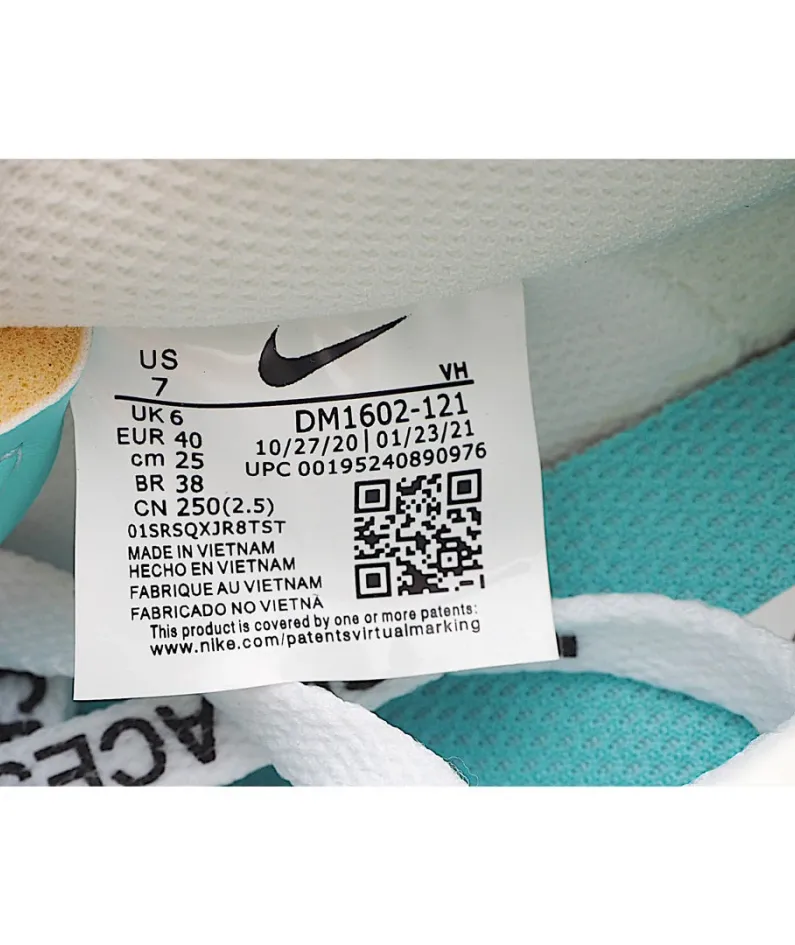 US
7
VH
UK 6
DM1602-121
EUR 40
10/27/20 | 01/23/21
cm 25
UPC 00195240890976
BR 38
CN 250(2.5)
01SRSQXJR8TST
MADE IN VIETNAM
HECHO EN VIETNAM
FABRIQUE AU VIETNAM
FABRICADO NO VIETNÃ
This product is covered by one or more patents:
www.nike.com/patentsvirtualmarking
ACES